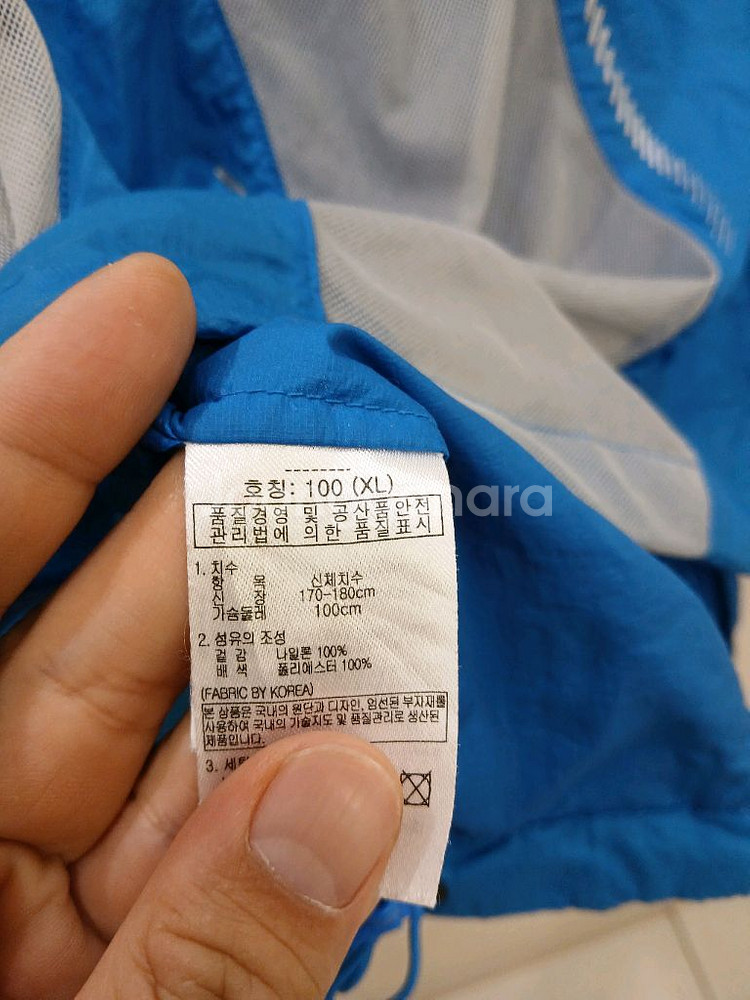 --------
호칭: 100 (XL)
품질경영 및 공산품안전
관리법에 의한 품질표시
1. 치수
항 목 신체치수
신 장 170-180cm
가슴둘레 100cm
2. 섬유의 조성
겉 감 나일론 100%
배 색 폴리에스터 100%
(FABRIC BY KOREA)
본 상품은 국내의 원단과 디자인, 엄선된 부자재를
사용하여 국내의 기술지도 및 품질관리로 생산된
제품입니다.
3. 세탁
nara